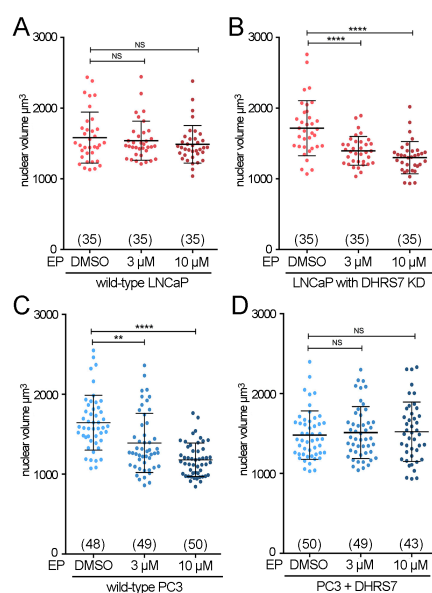 A
NS
NS
3000
2000
1000
0
nuclear volume μm³
(35) (35) (35)
EP DMSO 3 μM 10 μM
wild-type LNCaP
B
****
****
3000
2000
1000
0
nuclear volume μm³
(35) (35) (35)
EP DMSO 3 μM 10 μM
LNCaP with DHRS7 KD
C
****
**
3000
2000
1000
0
nuclear volume μm³
(48) (49) (50)
EP DMSO 3 μM 10 μM
wild-type PC3
D
NS
NS
3000
2000
1000
0
nuclear volume μm³
(50) (49) (43)
EP DMSO 3 μM 10 μM
PC3 + DHRS7